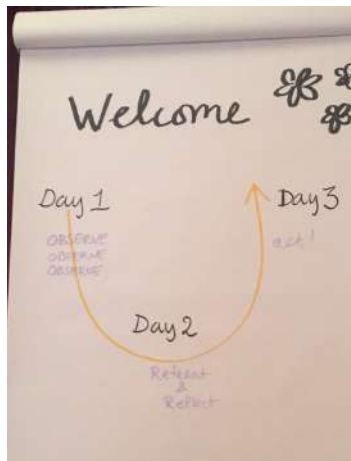 Welcome
Day 1
OBSERVE
OBSERVE
OBSERVE
Day 2
Retreat
&
Reflect
Day 3
act!